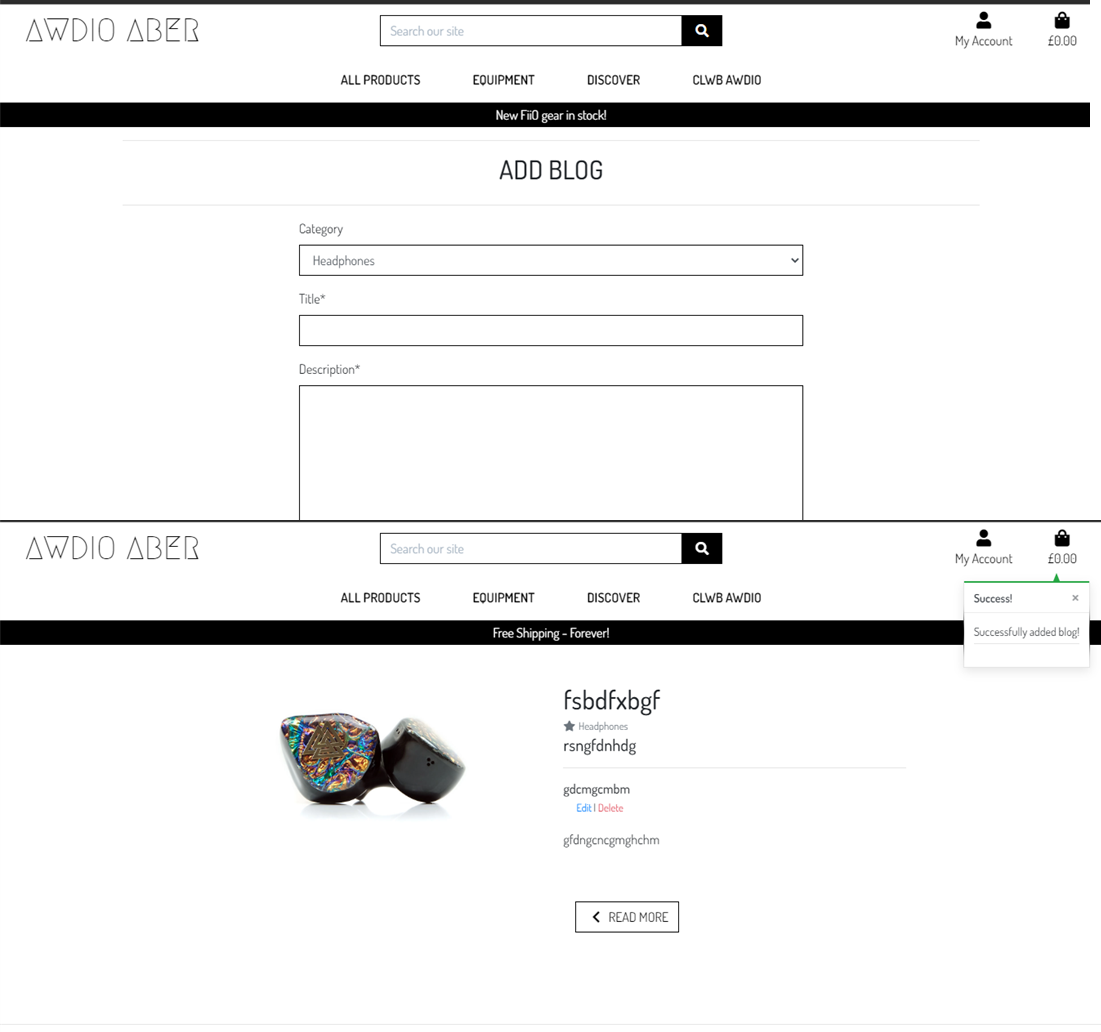 AWDIO ABER
Search our site
My Account
£0.00
ALL PRODUCTS EQUIPMENT DISCOVER CLWB AWDIO
New FiiO gear in stock!
ADD BLOG
Category
Headphones
Title*
Description*
AWDIO ABER
Search our site
My Account
£0.00
ALL PRODUCTS EQUIPMENT DISCOVER CLWB AWDIO
Free Shipping - Forever!
Success! ×
Successfully added blog!
fsbdfxbgf
Headphones
rsngfdnhdg
gdcmgcmbm
Edit | Delete
gfdngcncgmghchm
READ MORE